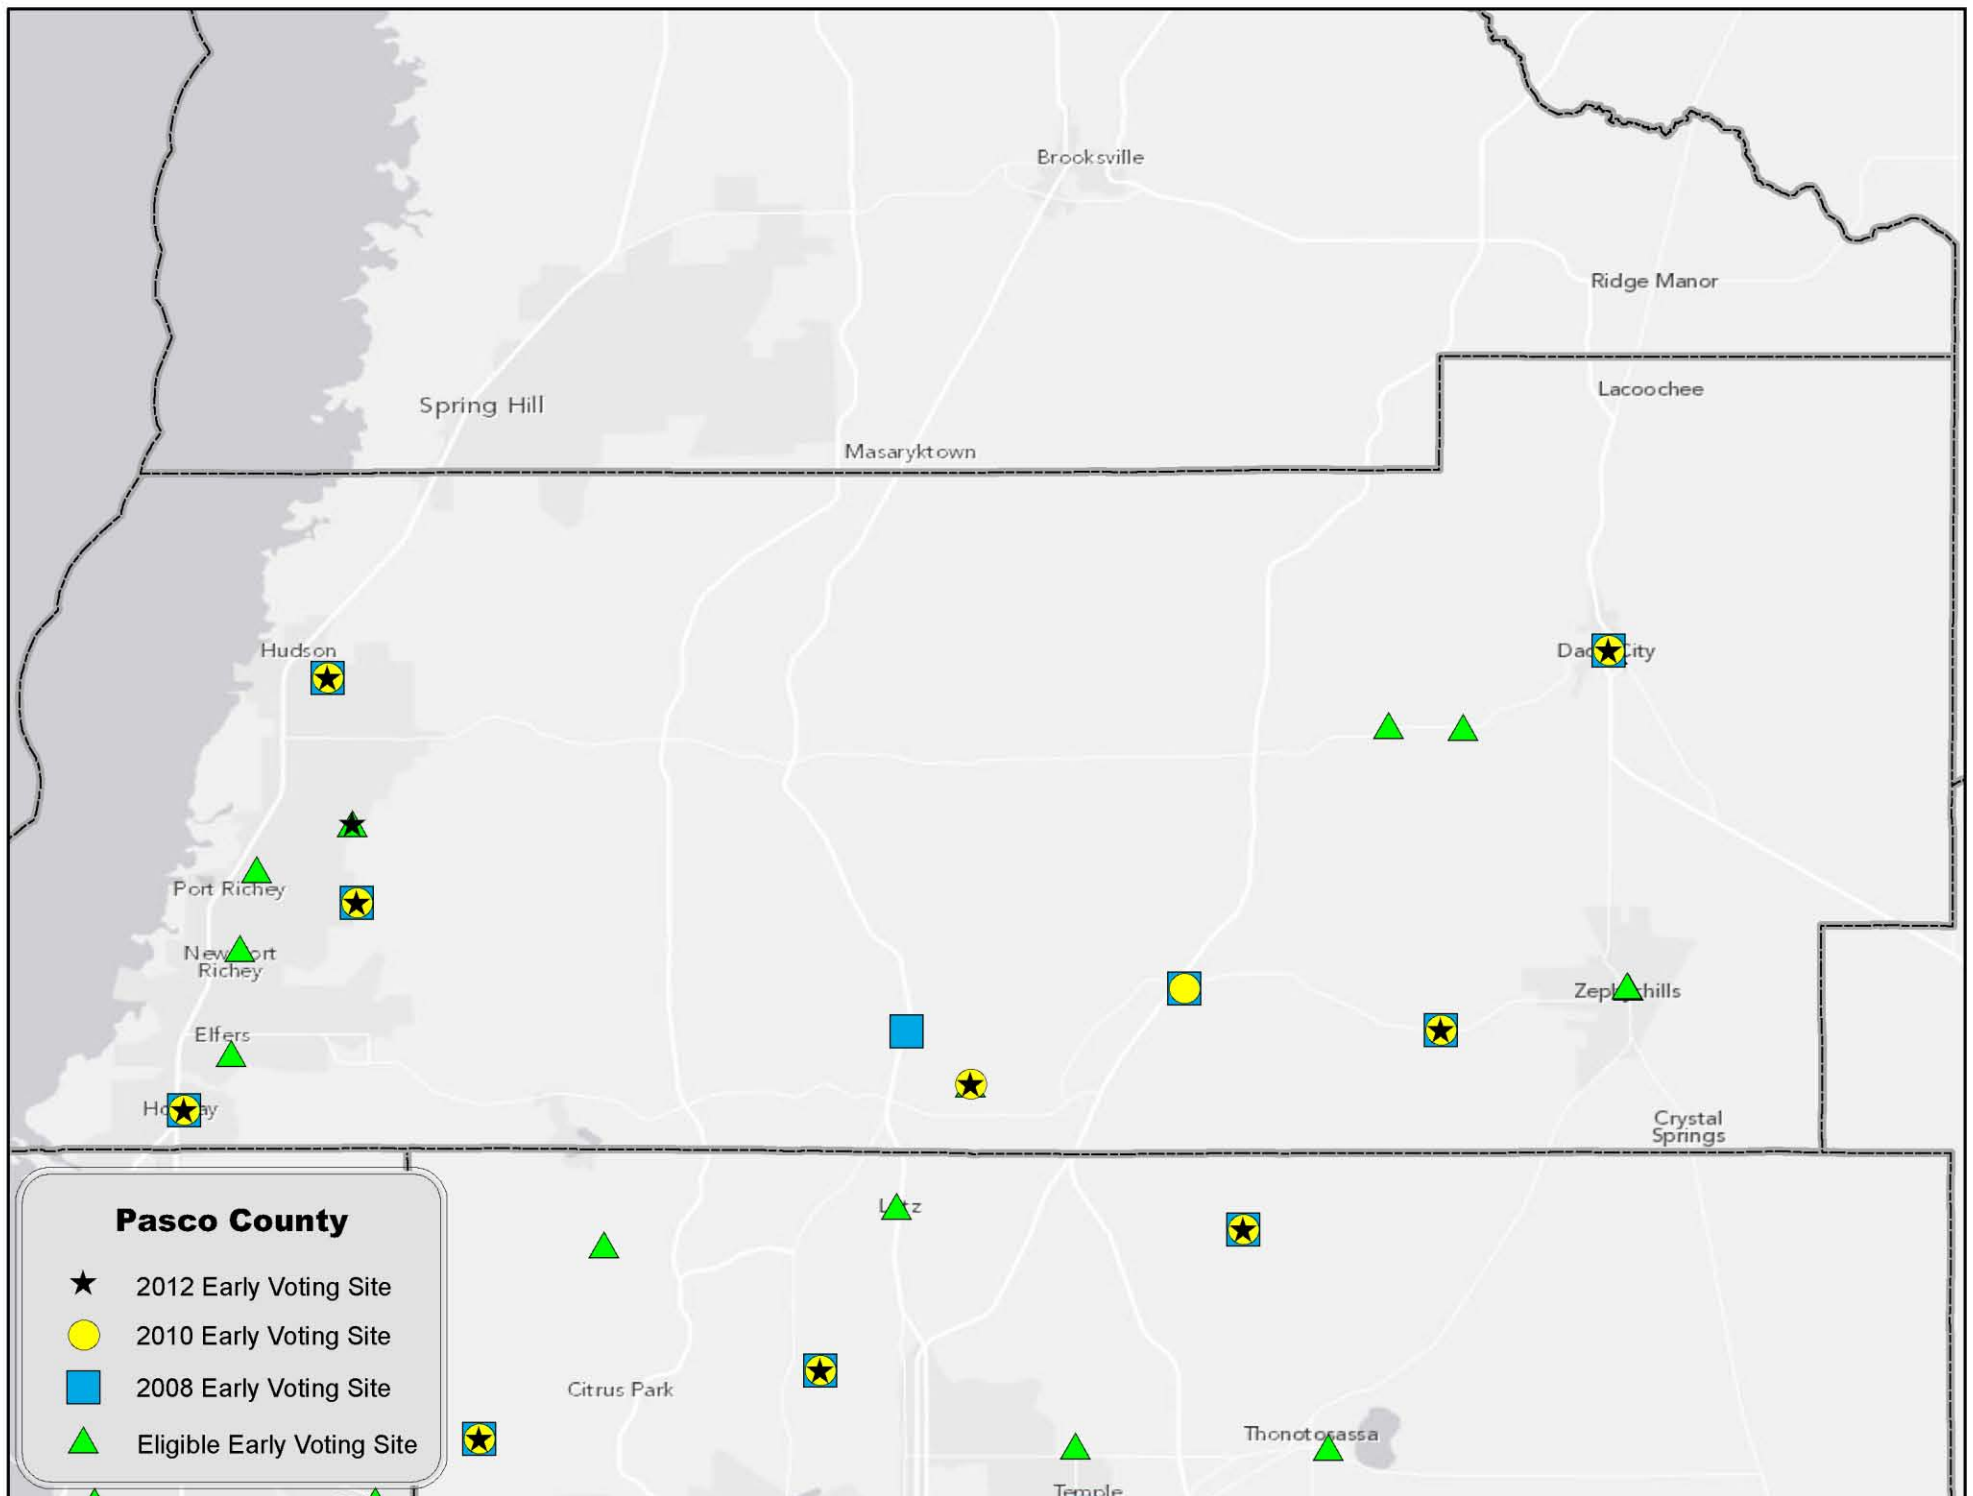 Brooksville
Ridge Manor
Lacoochee
Spring Hill
Masaryktown
Hudson
Port Richey
Richey
Elfers
Crystal
Springs
Citrus Park
Thonotosassa
Temple
Pasco County
2012 Early Voting Site
2010 Early Voting Site
2008 Early Voting Site
Eligible Early Voting Site